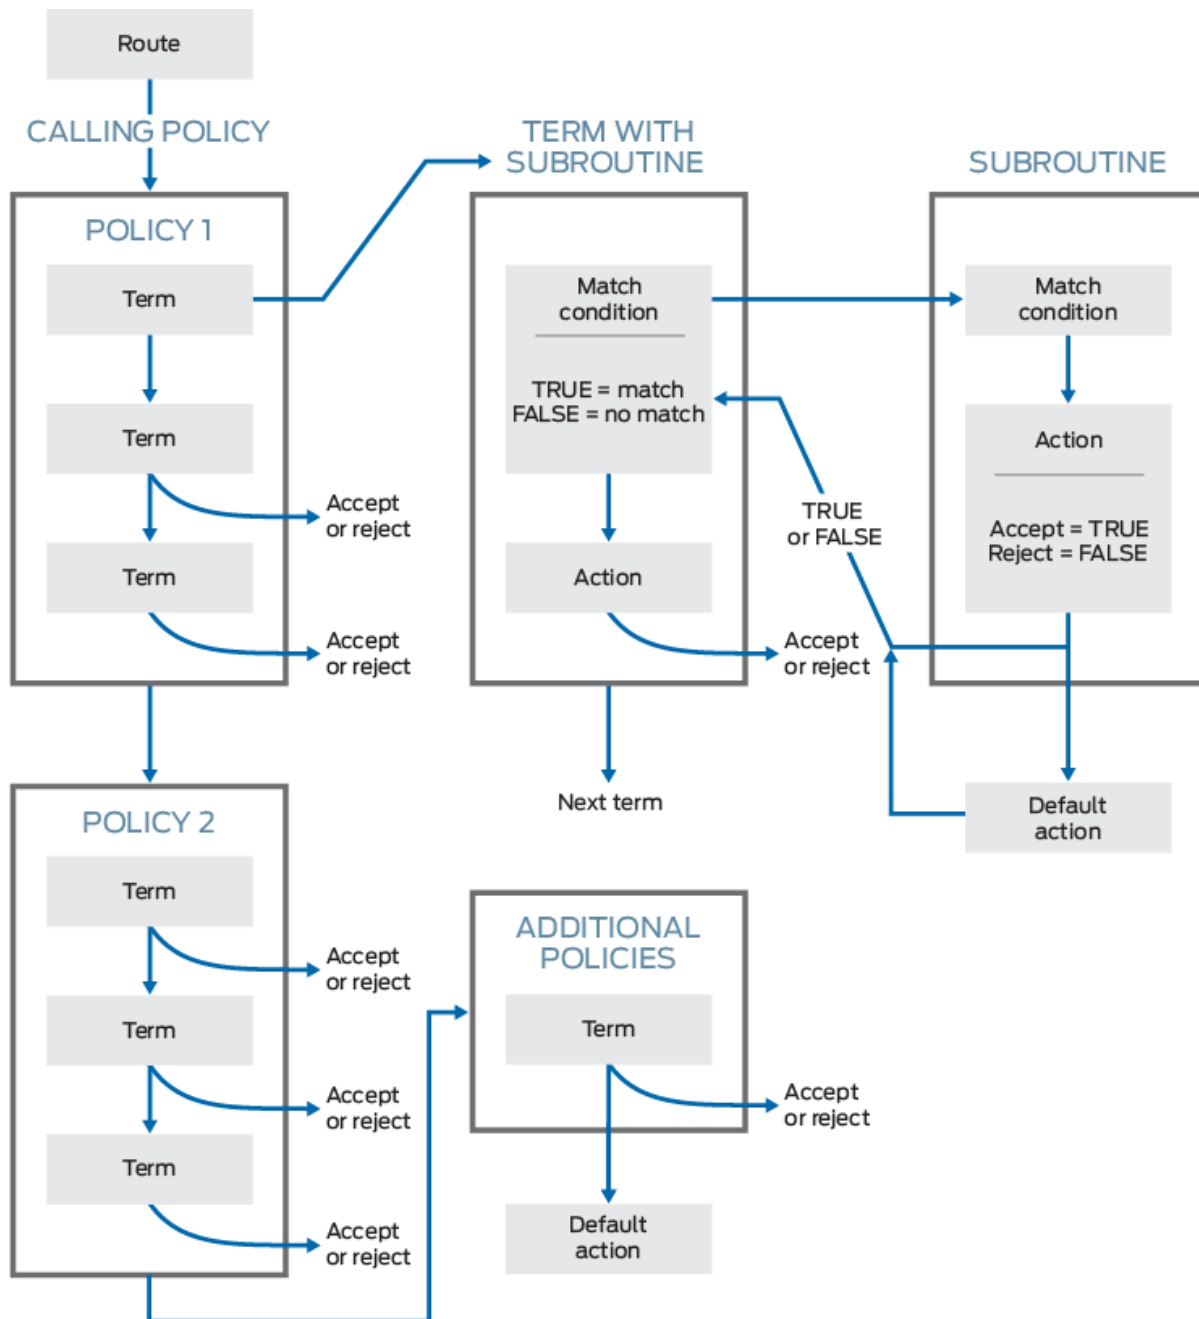 Route
CALLING POLICY
POLICY 1
Term
Term
Accept
or reject
Term
Accept
or reject
TERM WITH
SUBROUTINE
Match
condition
TRUE = match
FALSE = no match
Action
Accept
or reject
Next term
SUBROUTINE
Match
condition
Action
Accept = TRUE
Reject = FALSE
TRUE
or FALSE
Default
action
POLICY 2
Term
Accept
or reject
Term
Accept
or reject
Term
Accept
or reject
ADDITIONAL
POLICIES
Term
Accept
or reject
Default
action